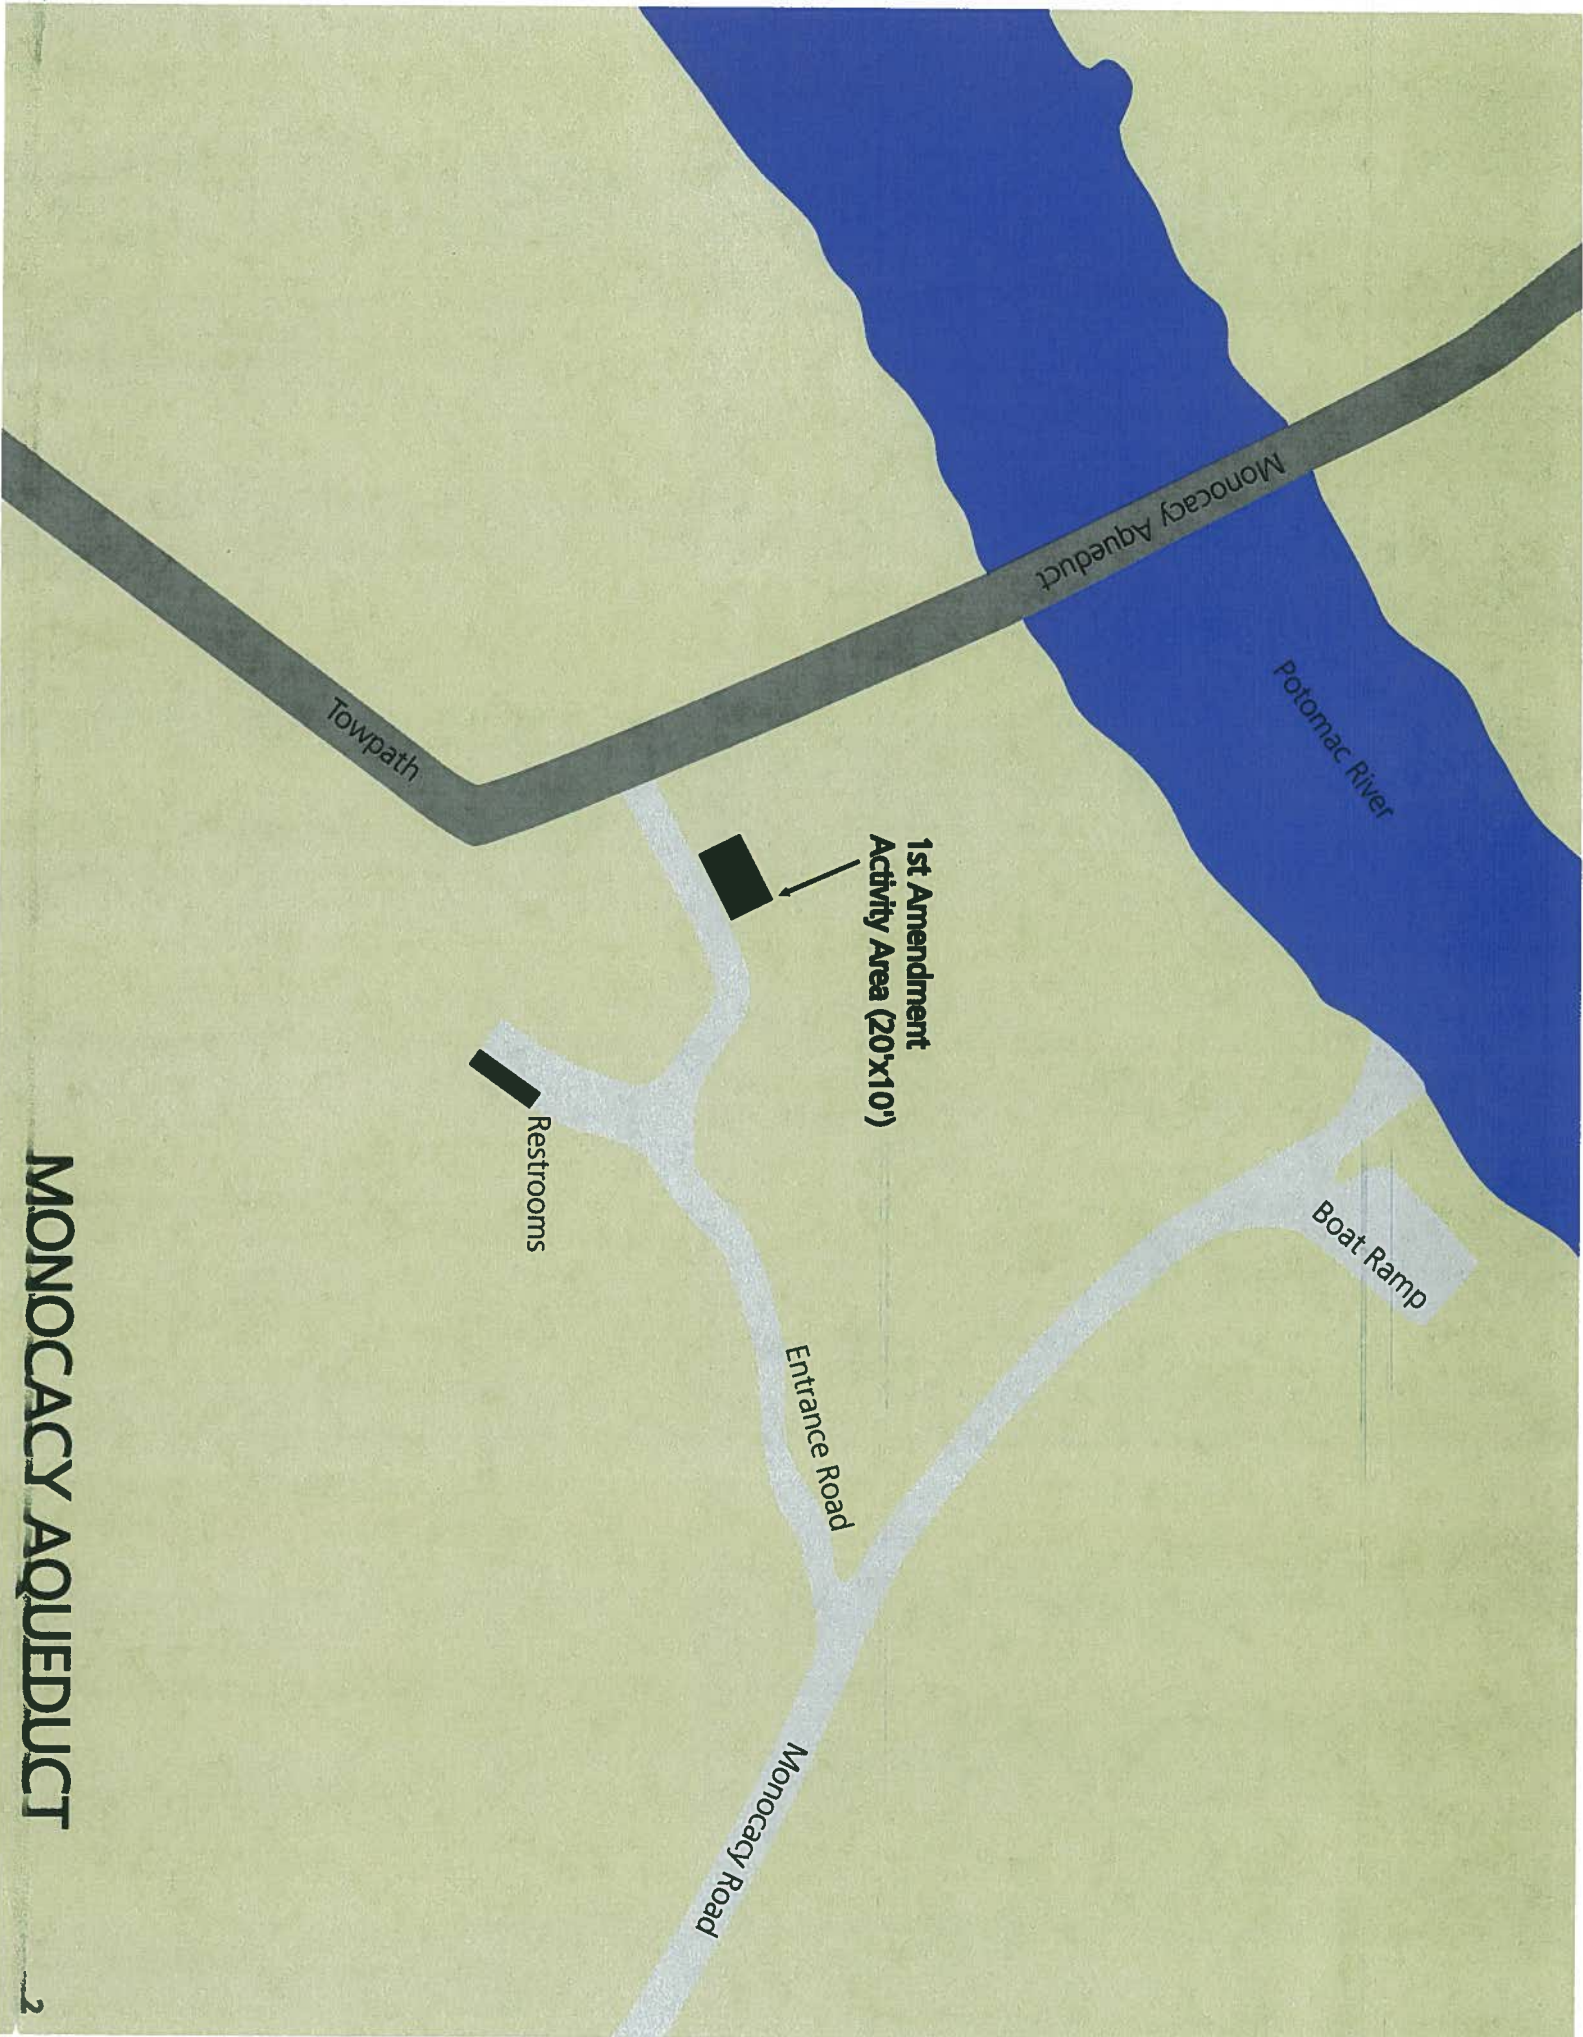 Potomac River
Monocacy Aqueduct
Boat Ramp
1st Amendment
Activity Area (20'x10')
Entrance Road
Monocacy Road
Restrooms
Towpath
MONOCACY AQUEDUCT
2